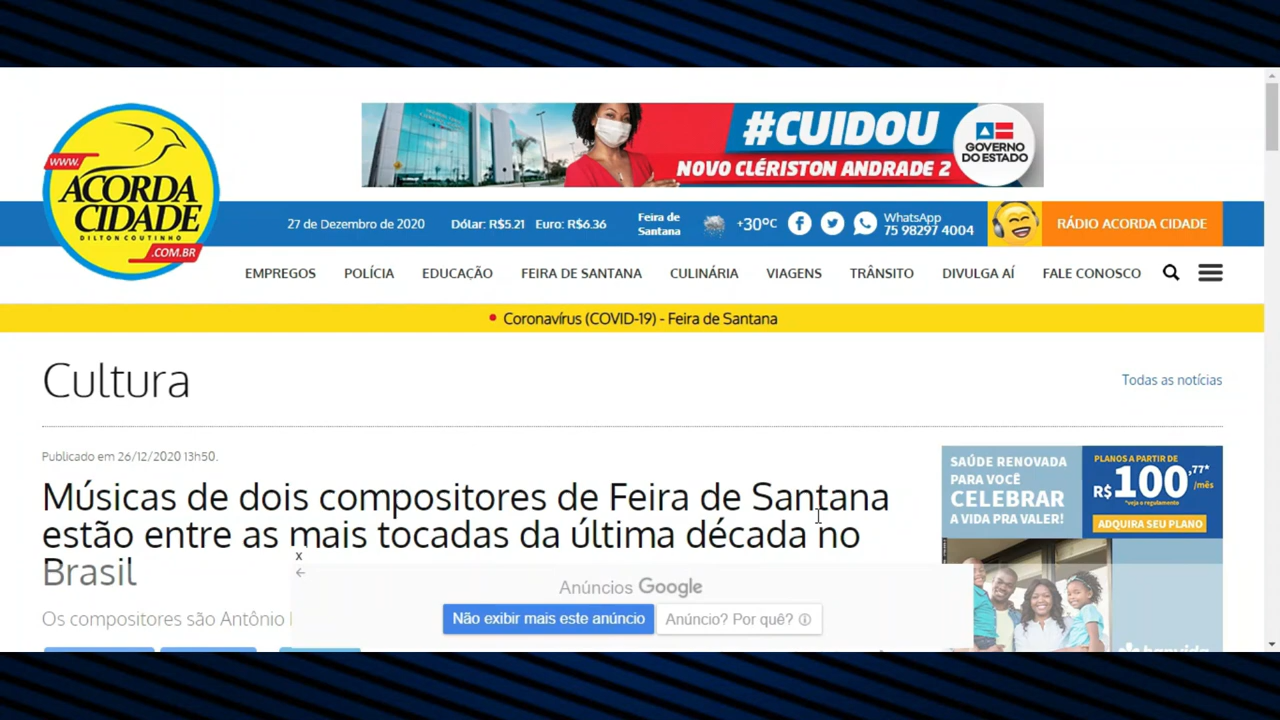 #CUIDOU
NOVO CLÉRISTON ANDRADE 2
GOVERNO
DO ESTADO
WWW.
ACORDA
CIDADE
DILTON COUTINHO
.COM.BR
27 de Dezembro de 2020
Dólar: R$5.21 Euro: R$6.36
Feira de
Santana
+30ºC
WhatsApp
75 98297 4004
RÁDIO ACORDA CIDADE
EMPREGOS POLÍCIA EDUCAÇÃO FEIRA DE SANTANA CULINÁRIA VIAGENS TRÂNSITO DIVULGA AÍ FALE CONOSCO
Coronavírus (COVID-19) - Feira de Santana
Cultura
Todas as notícias
Publicado em 26/12/2020 13h50.
Músicas de dois compositores de Feira de Santana
estão entre as mais tocadas da última década no
Brasil
Os compositores são Antônio
x
Anúncios Google
Não exibir mais este anúncio
Anúncio? Por quê?
SAÚDE RENOVADA
PARA VOCÊ
CELEBRAR
A VIDA PRA VALER!
PLANOS A PARTIR DE
R$100,77*
/mês
*veja o regulamento
ADQUIRA SEU PLANO